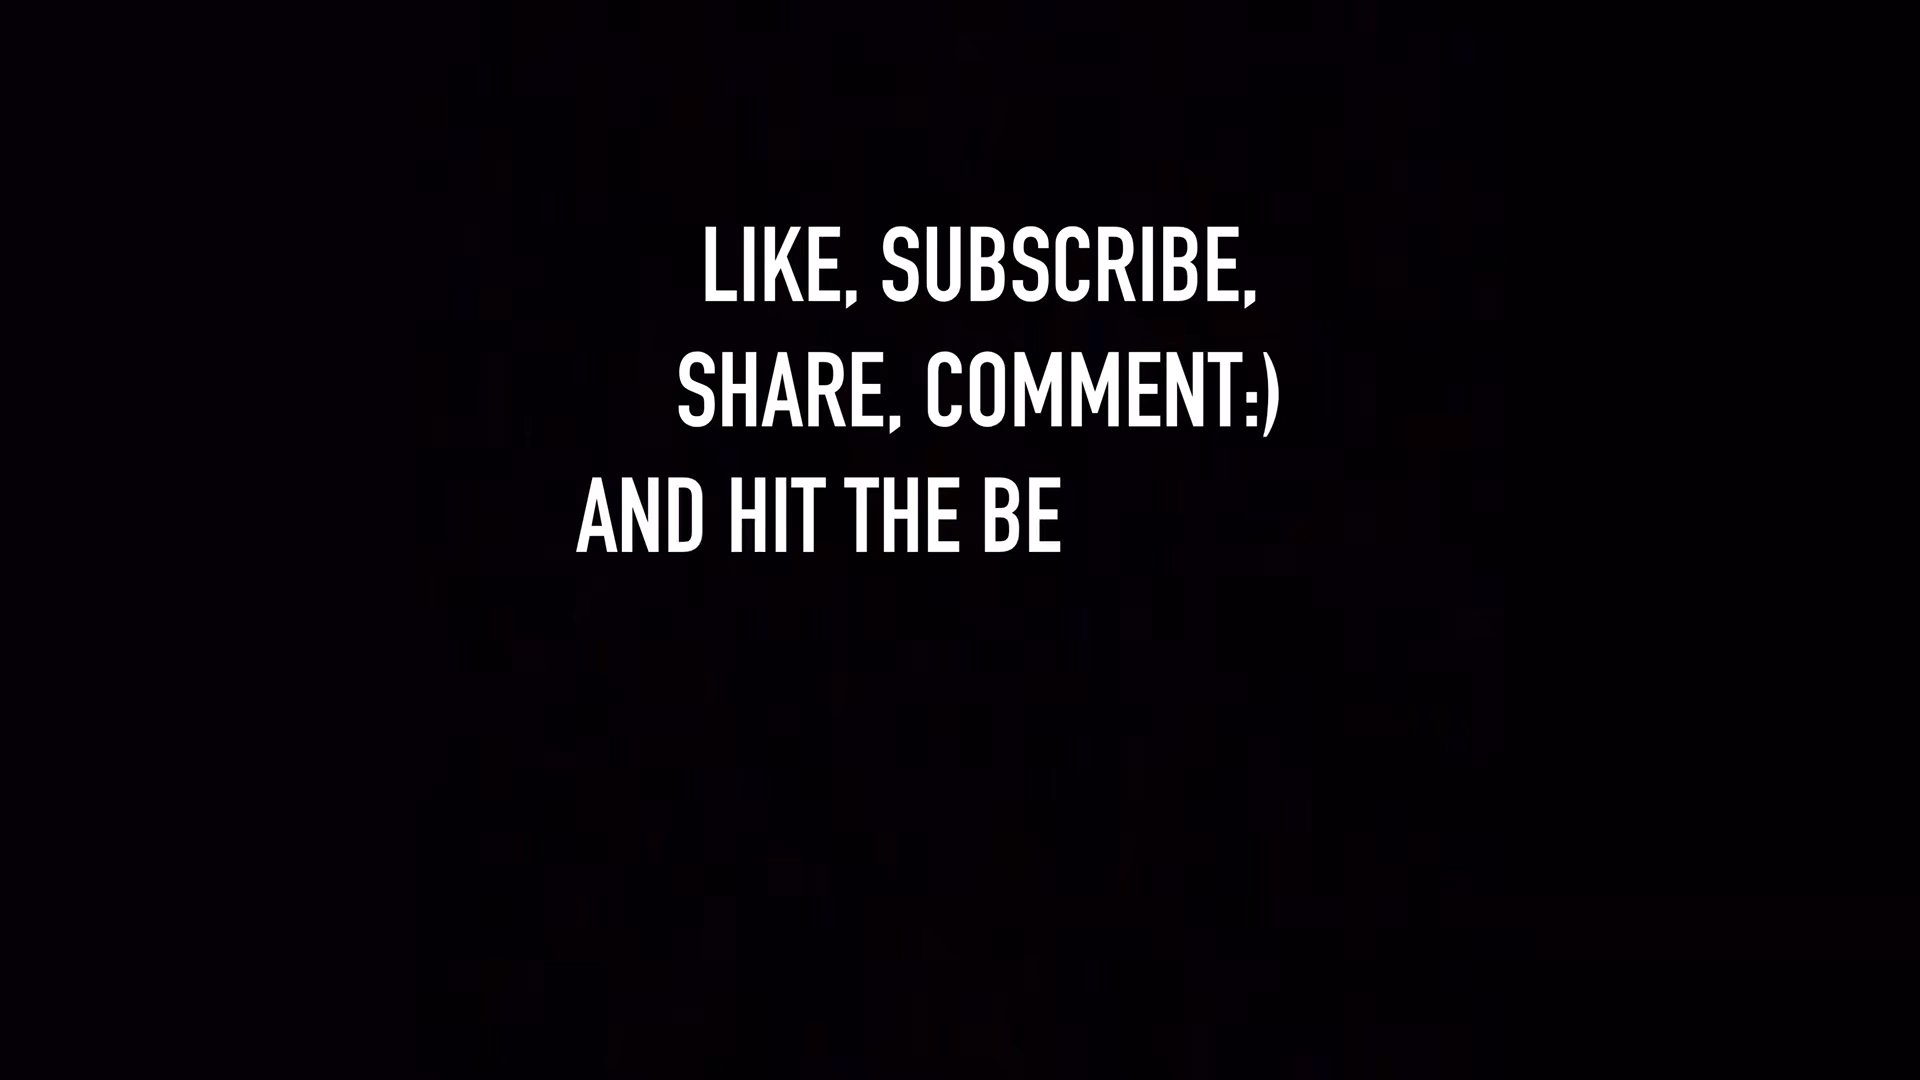 LIKE, SUBSCRIBE,
SHARE, COMMENT:)
AND HIT THE BE